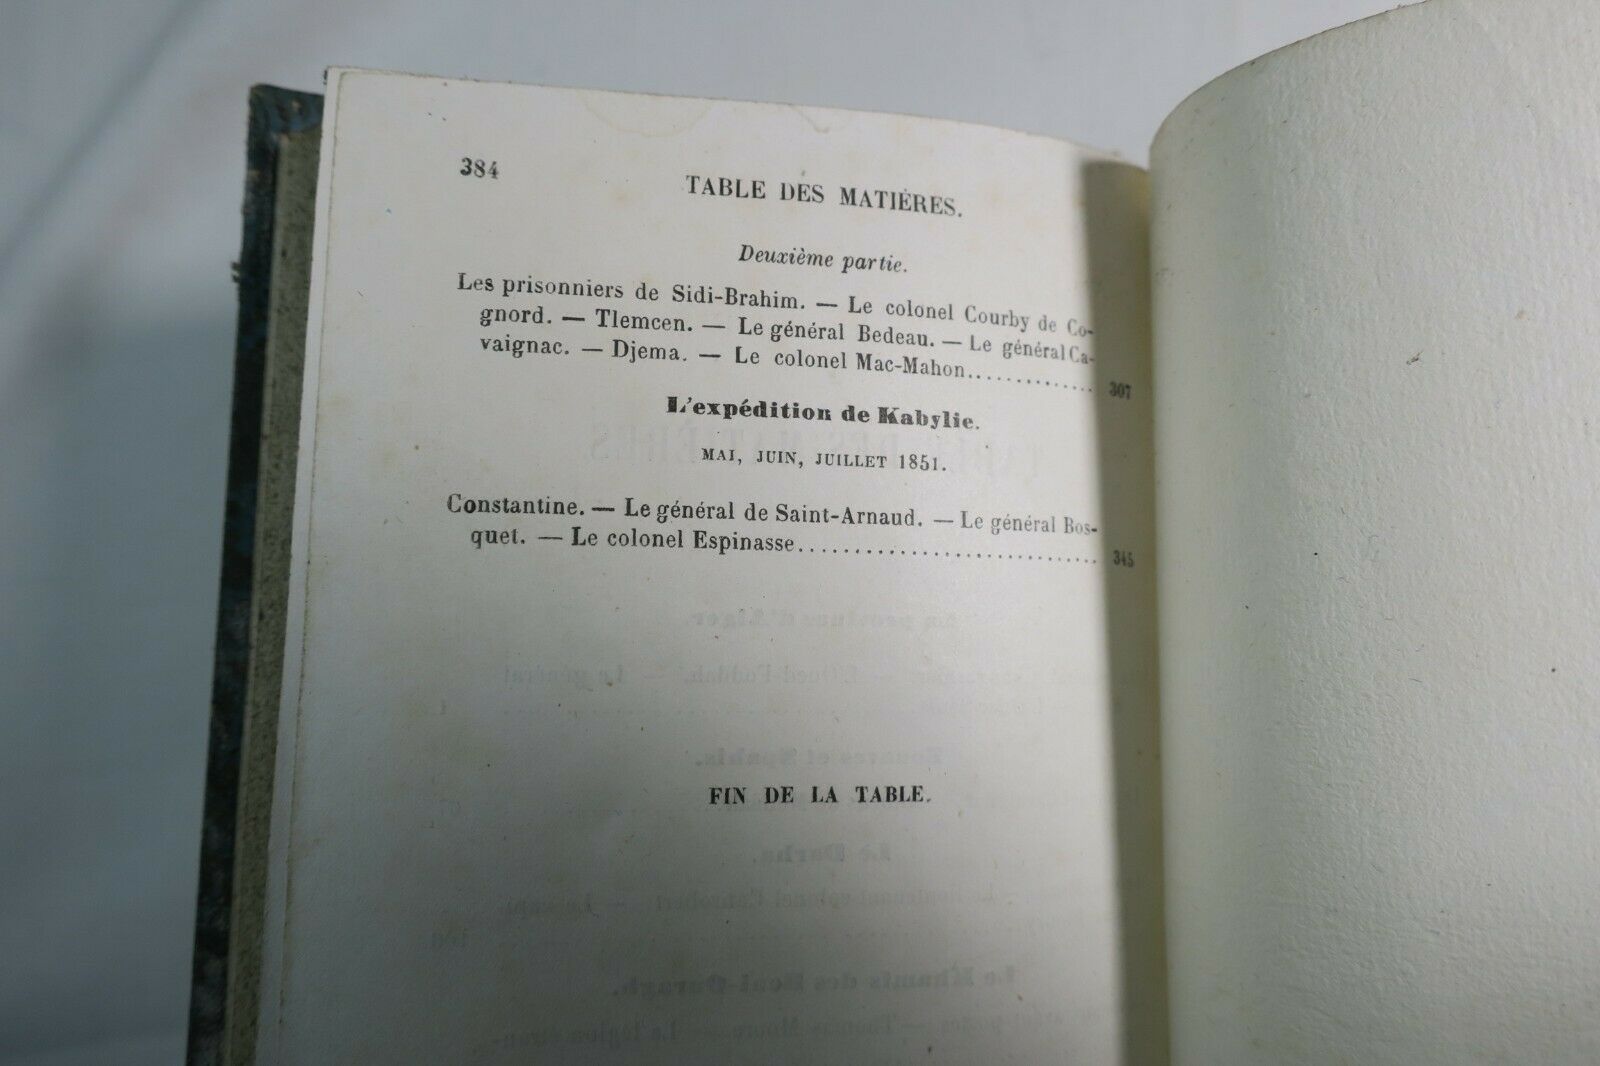 384
TABLE DES MATIÈRES.
Deuxième partie.
Les prisonniers de Sidi-Brahim. — Le colonel Courby de Co-
gnord. — Tlemcen. — Le général Bedeau. — Le général Ca-
vaignac. — Djema. — Le colonel Mac-Mahon.............. 307
L'expédition de Kabylie.
MAI, JUIN, JUILLET 1851.
Constantine. — Le général de Saint-Arnaud. — Le général Bos-
quet. — Le colonel Espinasse............................ 345
FIN DE LA TABLE.